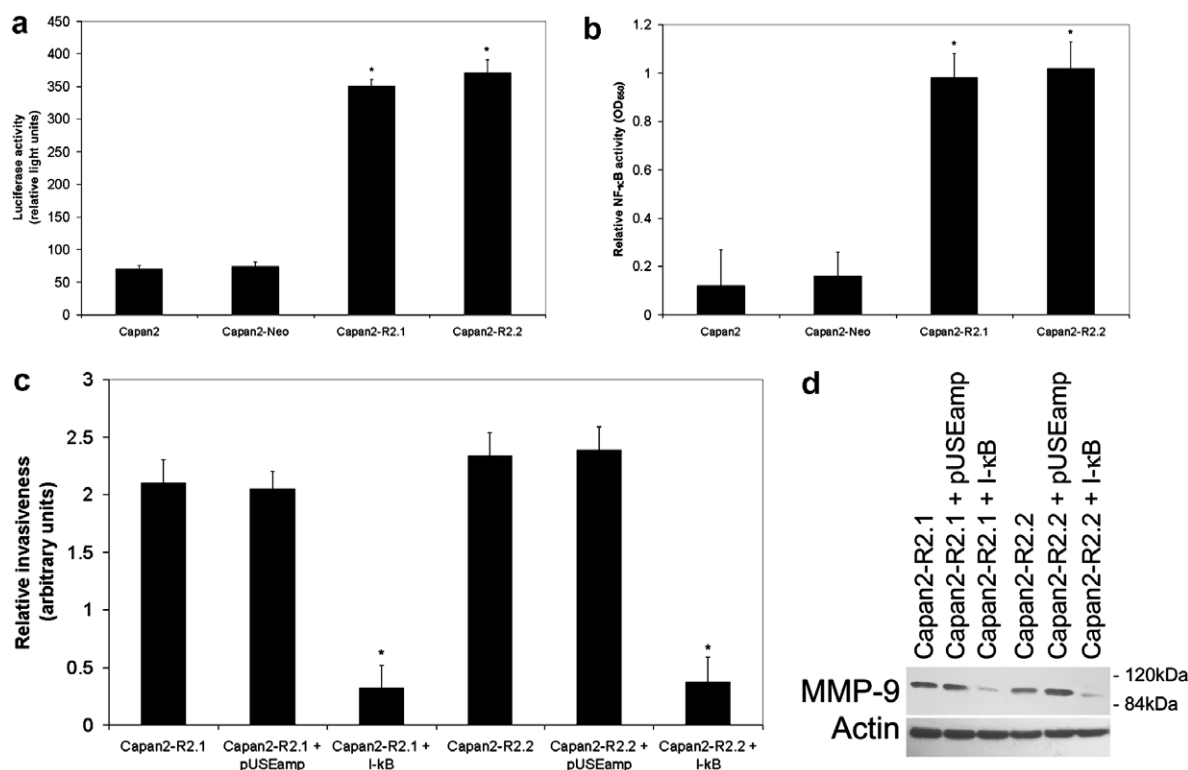 a
Luciferase activity
(relative light units)
450
400
350
300
250
200
150
100
50
0
*
*
Capan2
Capan2-Neo
Capan2-R2.1
Capan2-R2.2
b
Relative NF-κB activity (OD650)
1.2
1
0.8
0.6
0.4
0.2
0
*
*
Capan2
Capan2-Neo
Capan2-R2.1
Capan2-R2.2
c
Relative invasiveness
(arbitrary units)
3
2.5
2
1.5
1
0.5
0
*
*
Capan2-R2.1
Capan2-R2.1 +
pUSEamp
Capan2-R2.1 +
I-kB
Capan2-R2.2
Capan2-R2.2 +
pUSEamp
Capan2-R2.2 +
I-kB
d
Capan2-R2.1
Capan2-R2.1 + pUSEamp
Capan2-R2.1 + I-κB
Capan2-R2.2
Capan2-R2.2 + pUSEamp
Capan2-R2.2 + I-κB
MMP-9
Actin
- 120kDa
- 84kDa